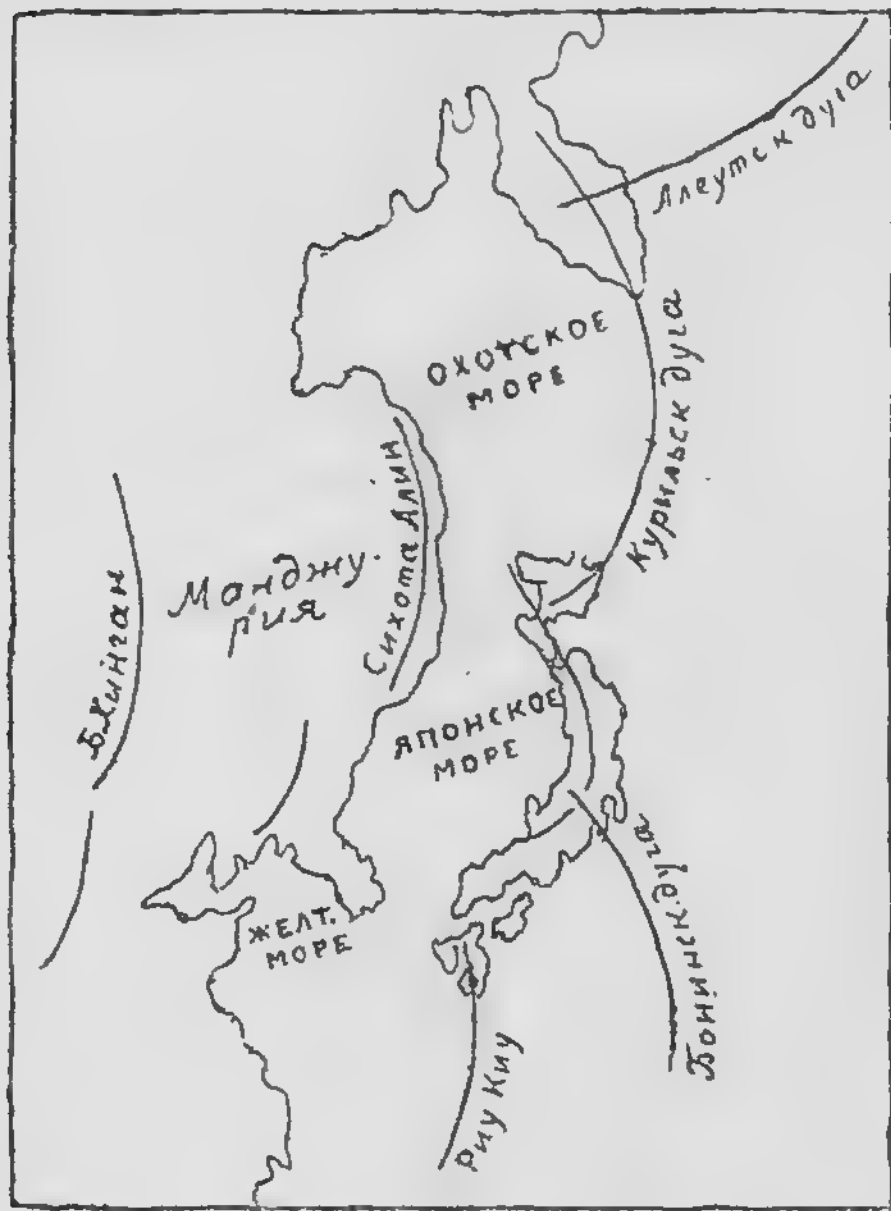 Алеутск дуга
ОХОТСКОЕ
МОРЕ
Курильск дуга
Сихота Алин
Манджу-
рия
Б.Хинган
ЯПОНСКОЕ
МОРЕ
Бонинск. дуга
ЖЕЛТ.
МОРЕ
Риу Киу